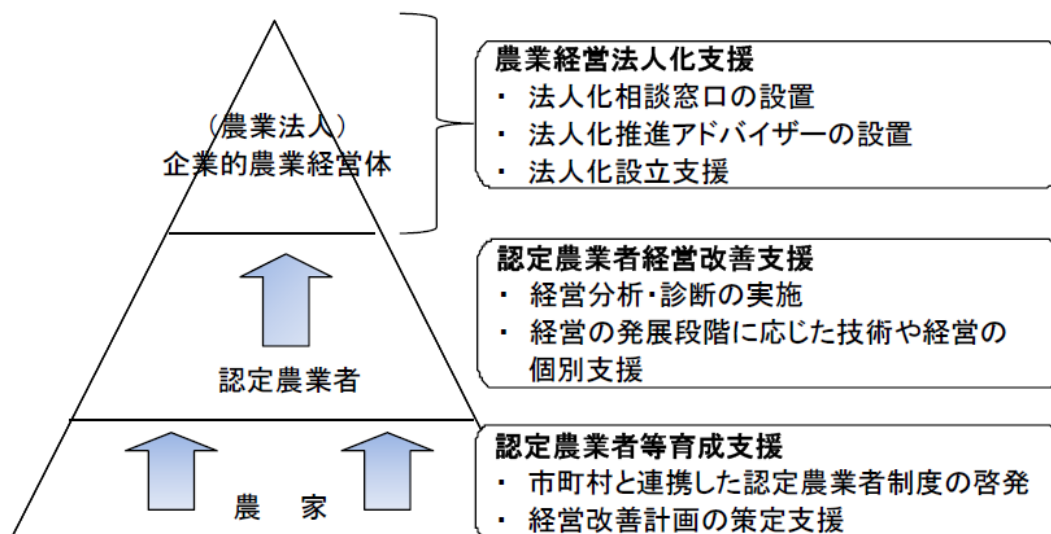 (農業法人)
企業的農業経営体
農業経営法人化支援
・ 法人化相談窓口の設置
・ 法人化推進アドバイザーの設置
・ 法人化設立支援
認定農業者
認定農業者経営改善支援
・ 経営分析・診断の実施
・ 経営の発展段階に応じた技術や経営の
個別支援
農 家
認定農業者等育成支援
・ 市町村と連携した認定農業者制度の啓発
・ 経営改善計画の策定支援